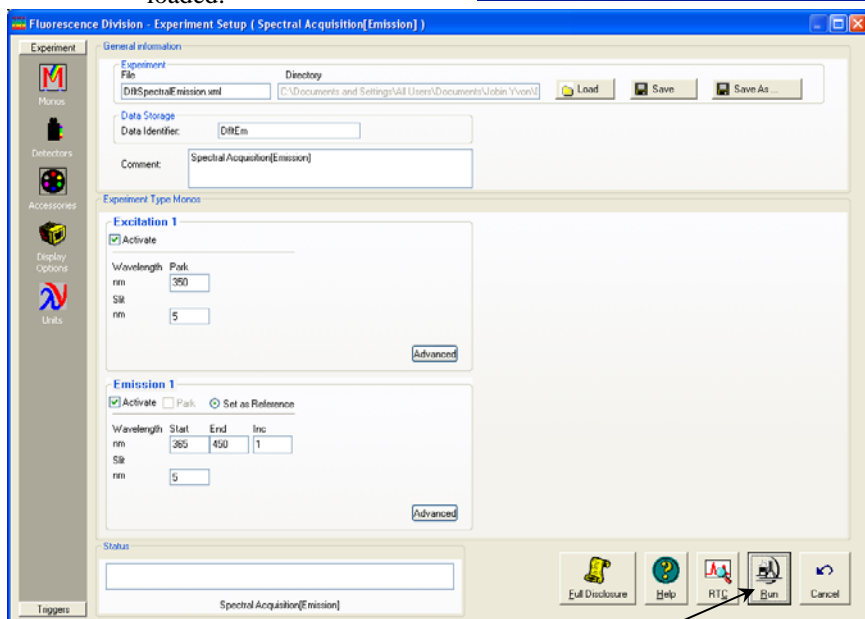 loaded.
Fluorescence Division - Experiment Setup ( Spectral Acquisition[Emission] )
Experiment
General information
Experiment
File Directory
DfltSpectralEmission.xml C:\Documents and Settings\All Users\Documents\Jobin Yvon\ Load Save Save As ...
Monos
Data Storage
Data Identifier: DfltEm
Detectors
Comment: Spectral Acquisition[Emission]
Accessories
Experiment Type Monos
Excitation 1
Activate
Display
Options
Wavelength Park
nm 350
Slit
nm 5
Units
Advanced
Emission 1
Activate Park Set as Reference
Wavelength Start End Inc
nm 365 450 1
Slit
nm 5
Advanced
Status
Spectral Acquisition[Emission]
Full Disclosure Help RTC Run Cancel
Triggers